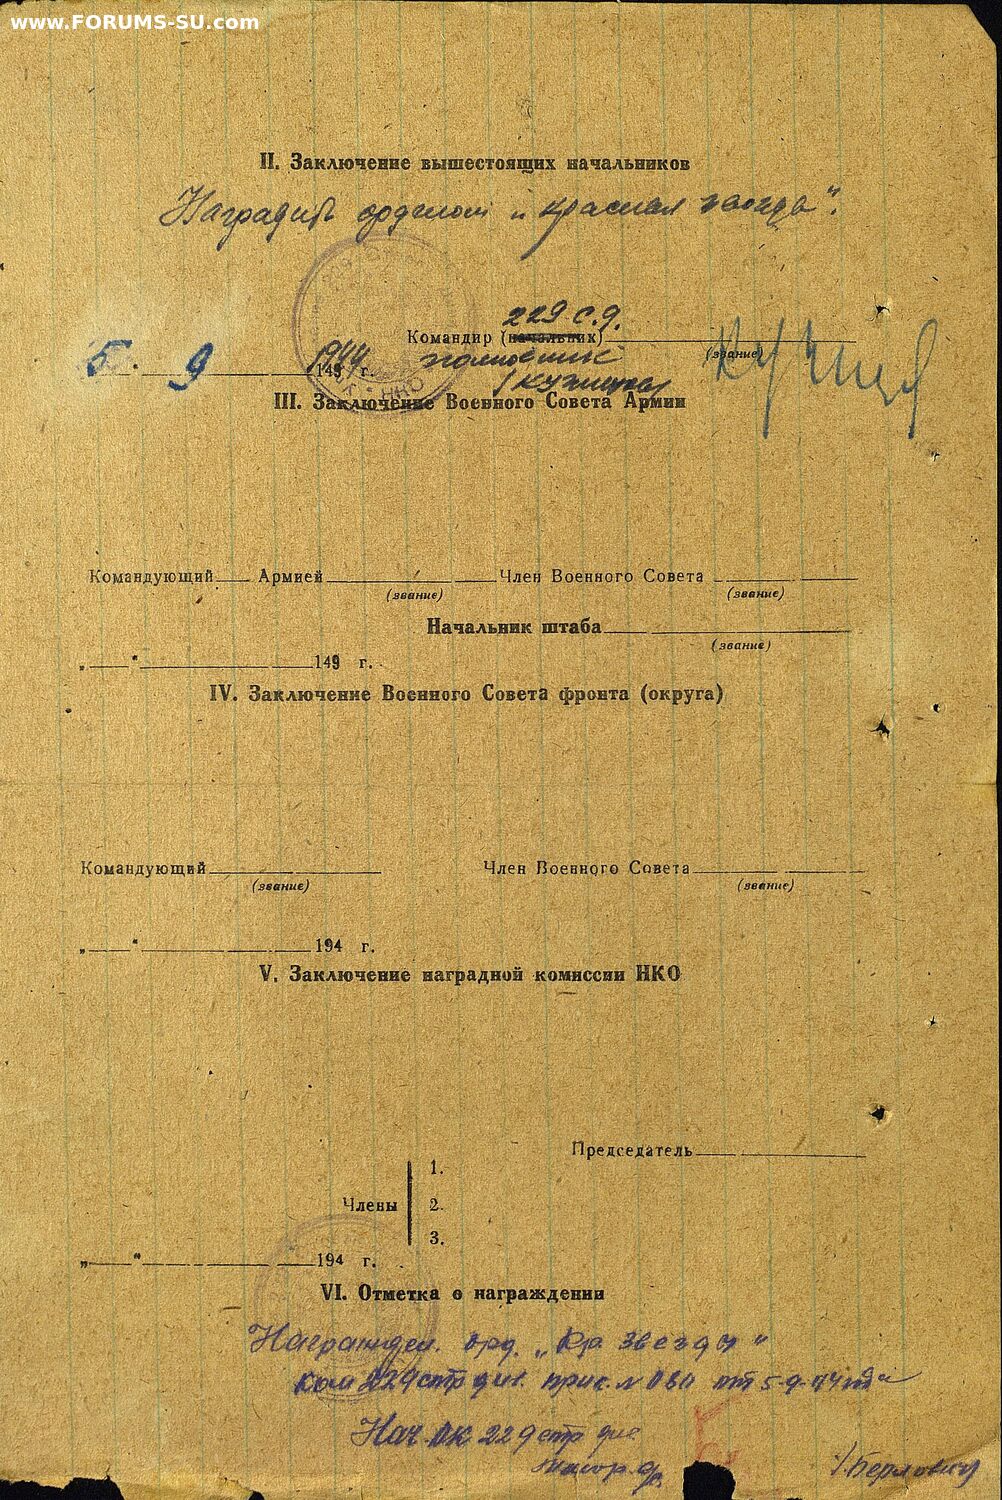 www.FORUMS-SU.com
II. Заключение вышестоящих начальников
Наградить орденом „Красная звезда".
229 с.д.
Командир (начальник)
(звание)
5 9 1944 г. полковник
III. Заключение Военного Совета Армии
Командующий Армией Член Военного Совета
(звание) (звание)
Начальник штаба
(звание)
„ “ 149 г.
IV. Заключение Военного Совета фронта (округа)
Командующий Член Военного Совета
(звание) (звание)
„ “ 194 г.
V. Заключение наградной комиссии НКО
Председатель
1.
Члены 2.
3.
„ “ 194 г.
VI. Отметка о награждении
Награжден. орд. „Кр. Звезды"
229 стр див. прик. N 060 от 5-9-44
Нач. ОК 229 стр див
майор /Берлович